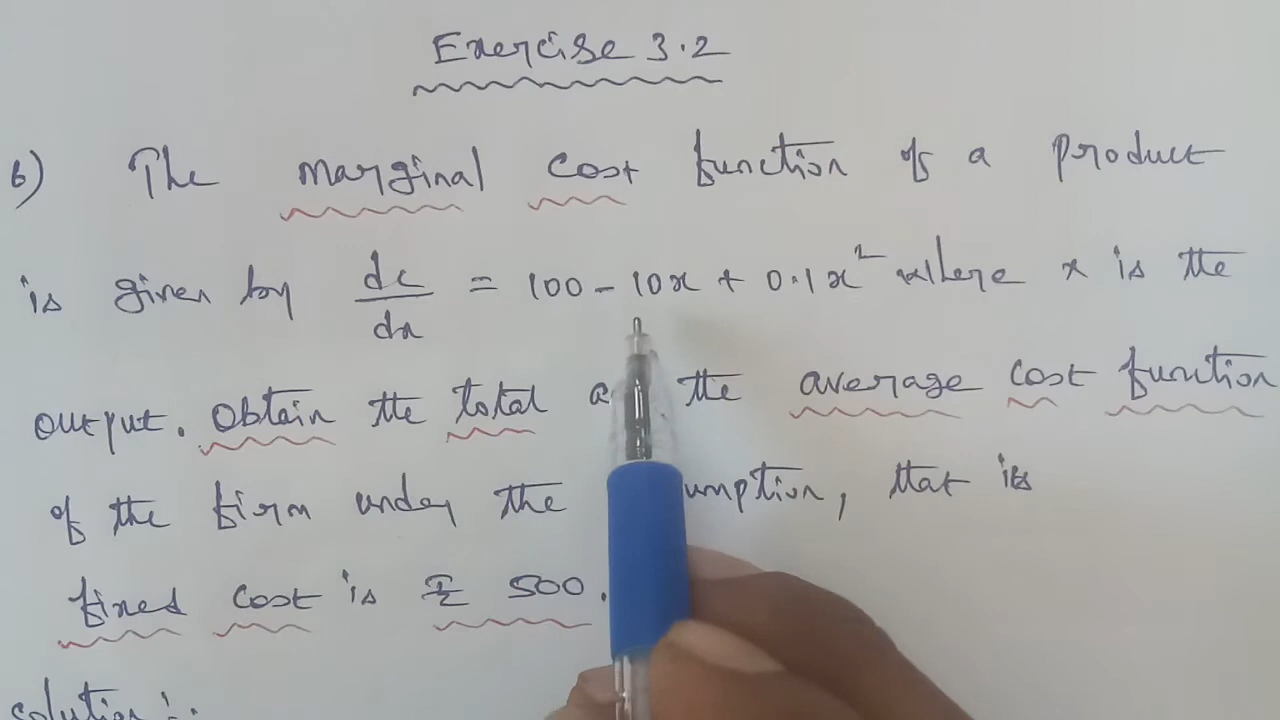 Exercise 3.2
6) The marginal cost function of a product
is given by dc/dx = 100 - 10x + 0.1x² where x is the
output. Obtain the total the average cost function
of the firm under the umption, that its
fixed cost is ₹ 500.
Solution :-